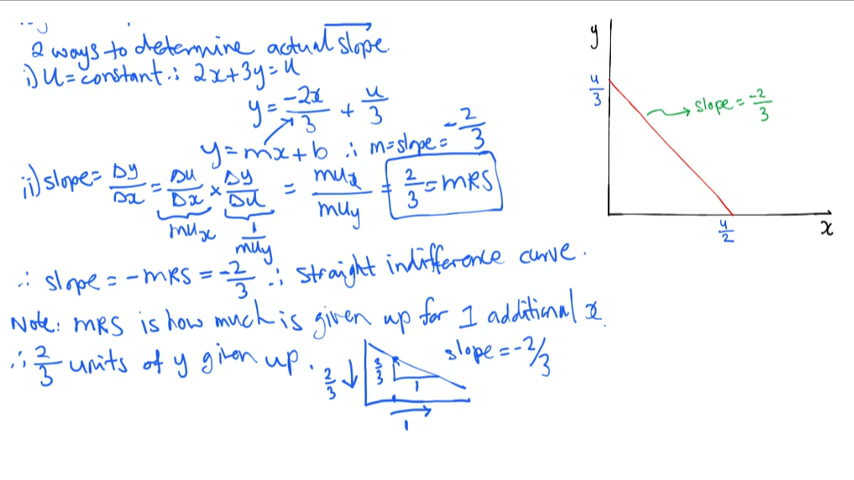 2 ways to determine actual slope.
i) U = constant ∴ 2x+3y=U
y = -2x/3 + U/3
y = mx + b ∴ m=slope = -2/3
ii) slope = Δy/Δx = ΔU/Δx × Δy/ΔU = MUx/MUy = 2/3 = MRS
MUx 1/MUy
∴ slope = -MRS = -2/3 ∴ straight indifference curve.
Note: MRS is how much is given up for 1 additional x.
∴ 2/3 units of y given up.
2/3 ↓ 1 slope = -2/3
1
y
U/3
slope = -2/3
U/2
x